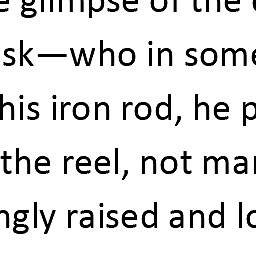 e glimpse of the
sk—who in some
his iron rod, he p
the reel, not mar
ngly raised and lo